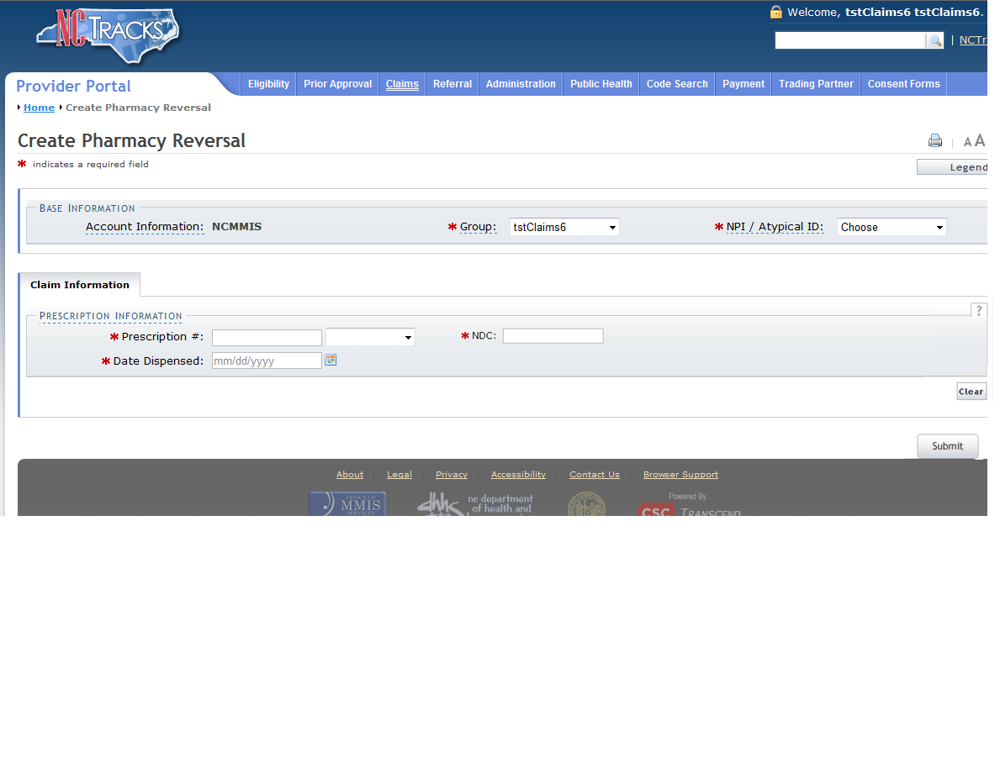 NCTRACKS
Welcome, tstClaims6 tstClaims6.
| NCTr
Provider Portal
Eligibility Prior Approval Claims Referral Administration Public Health Code Search Payment Trading Partner Consent Forms
Home Create Pharmacy Reversal
Create Pharmacy Reversal
A A
* indicates a required field
Legend
BASE INFORMATION
Account Information: NCMMIS * Group: tstClaims6 * NPI / Atypical ID: Choose
Claim Information
PRESCRIPTION INFORMATION ?
* Prescription #: * NDC:
* Date Dispensed: mm/dd/yyyy
Clear
Submit
About Legal Privacy Accessibility Contact Us Browser Support
OFFICE OF
MMIS
SERVICES
dhhs
nc department
of health and
Powered By...
CSC TRANSCEND